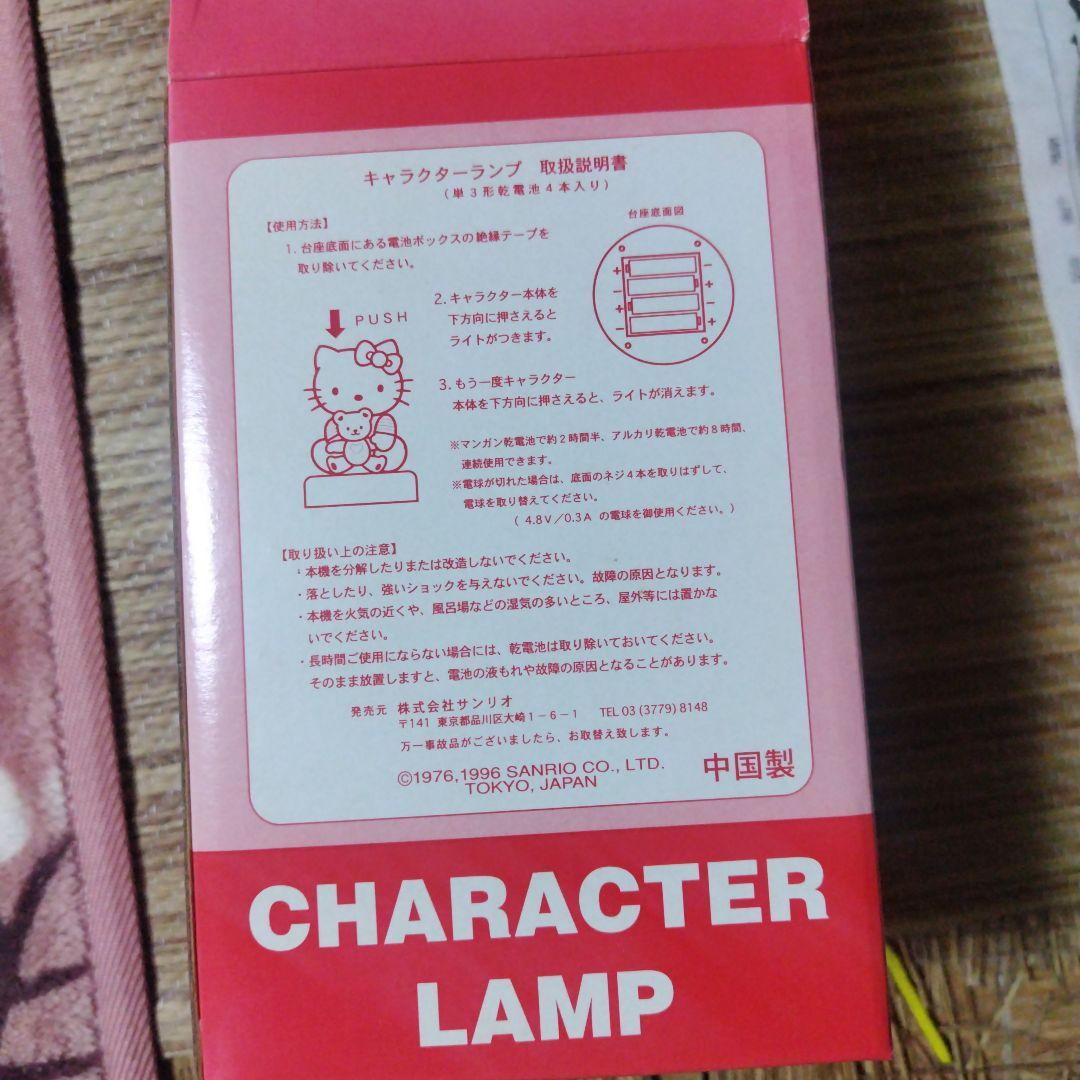 キャラクターランプ 取扱説明書
（単3形乾電池4本入り）
【使用方法】
台座底面図
1. 台座底面にある電池ボックスの絶縁テープを
取り除いてください。
2. キャラクター本体を
下方向に押さえると
ライトがつきます。
PUSH
3. もう一度キャラクター
本体を下方向に押さえると、ライトが消えます。
※マンガン乾電池で約2時間半、アルカリ乾電池で約8時間、
連続使用できます。
※電球が切れた場合は、底面のネジ4本を取りはずして、
電球を取り替えてください。
（ 4.8V／0.3A の電球を御使用ください。）
【取り扱い上の注意】
・本機を分解したりまたは改造しないでください。
・落としたり、強いショックを与えないでください。故障の原因となります。
・本機を火気の近くや、風呂場などの湿気の多いところ、屋外等には置かな
いでください。
・長時間ご使用にならない場合には、乾電池は取り除いておいてください。
そのまま放置しますと、電池の液もれや故障の原因となることがあります。
発売元 株式会社サンリオ
〒141 東京都品川区大崎1－6－1 TEL 03 (3779) 8148
万一事故品がございましたら、お取替え致します。
©1976,1996 SANRIO CO., LTD.
TOKYO, JAPAN
中国製
CHARACTER
LAMP